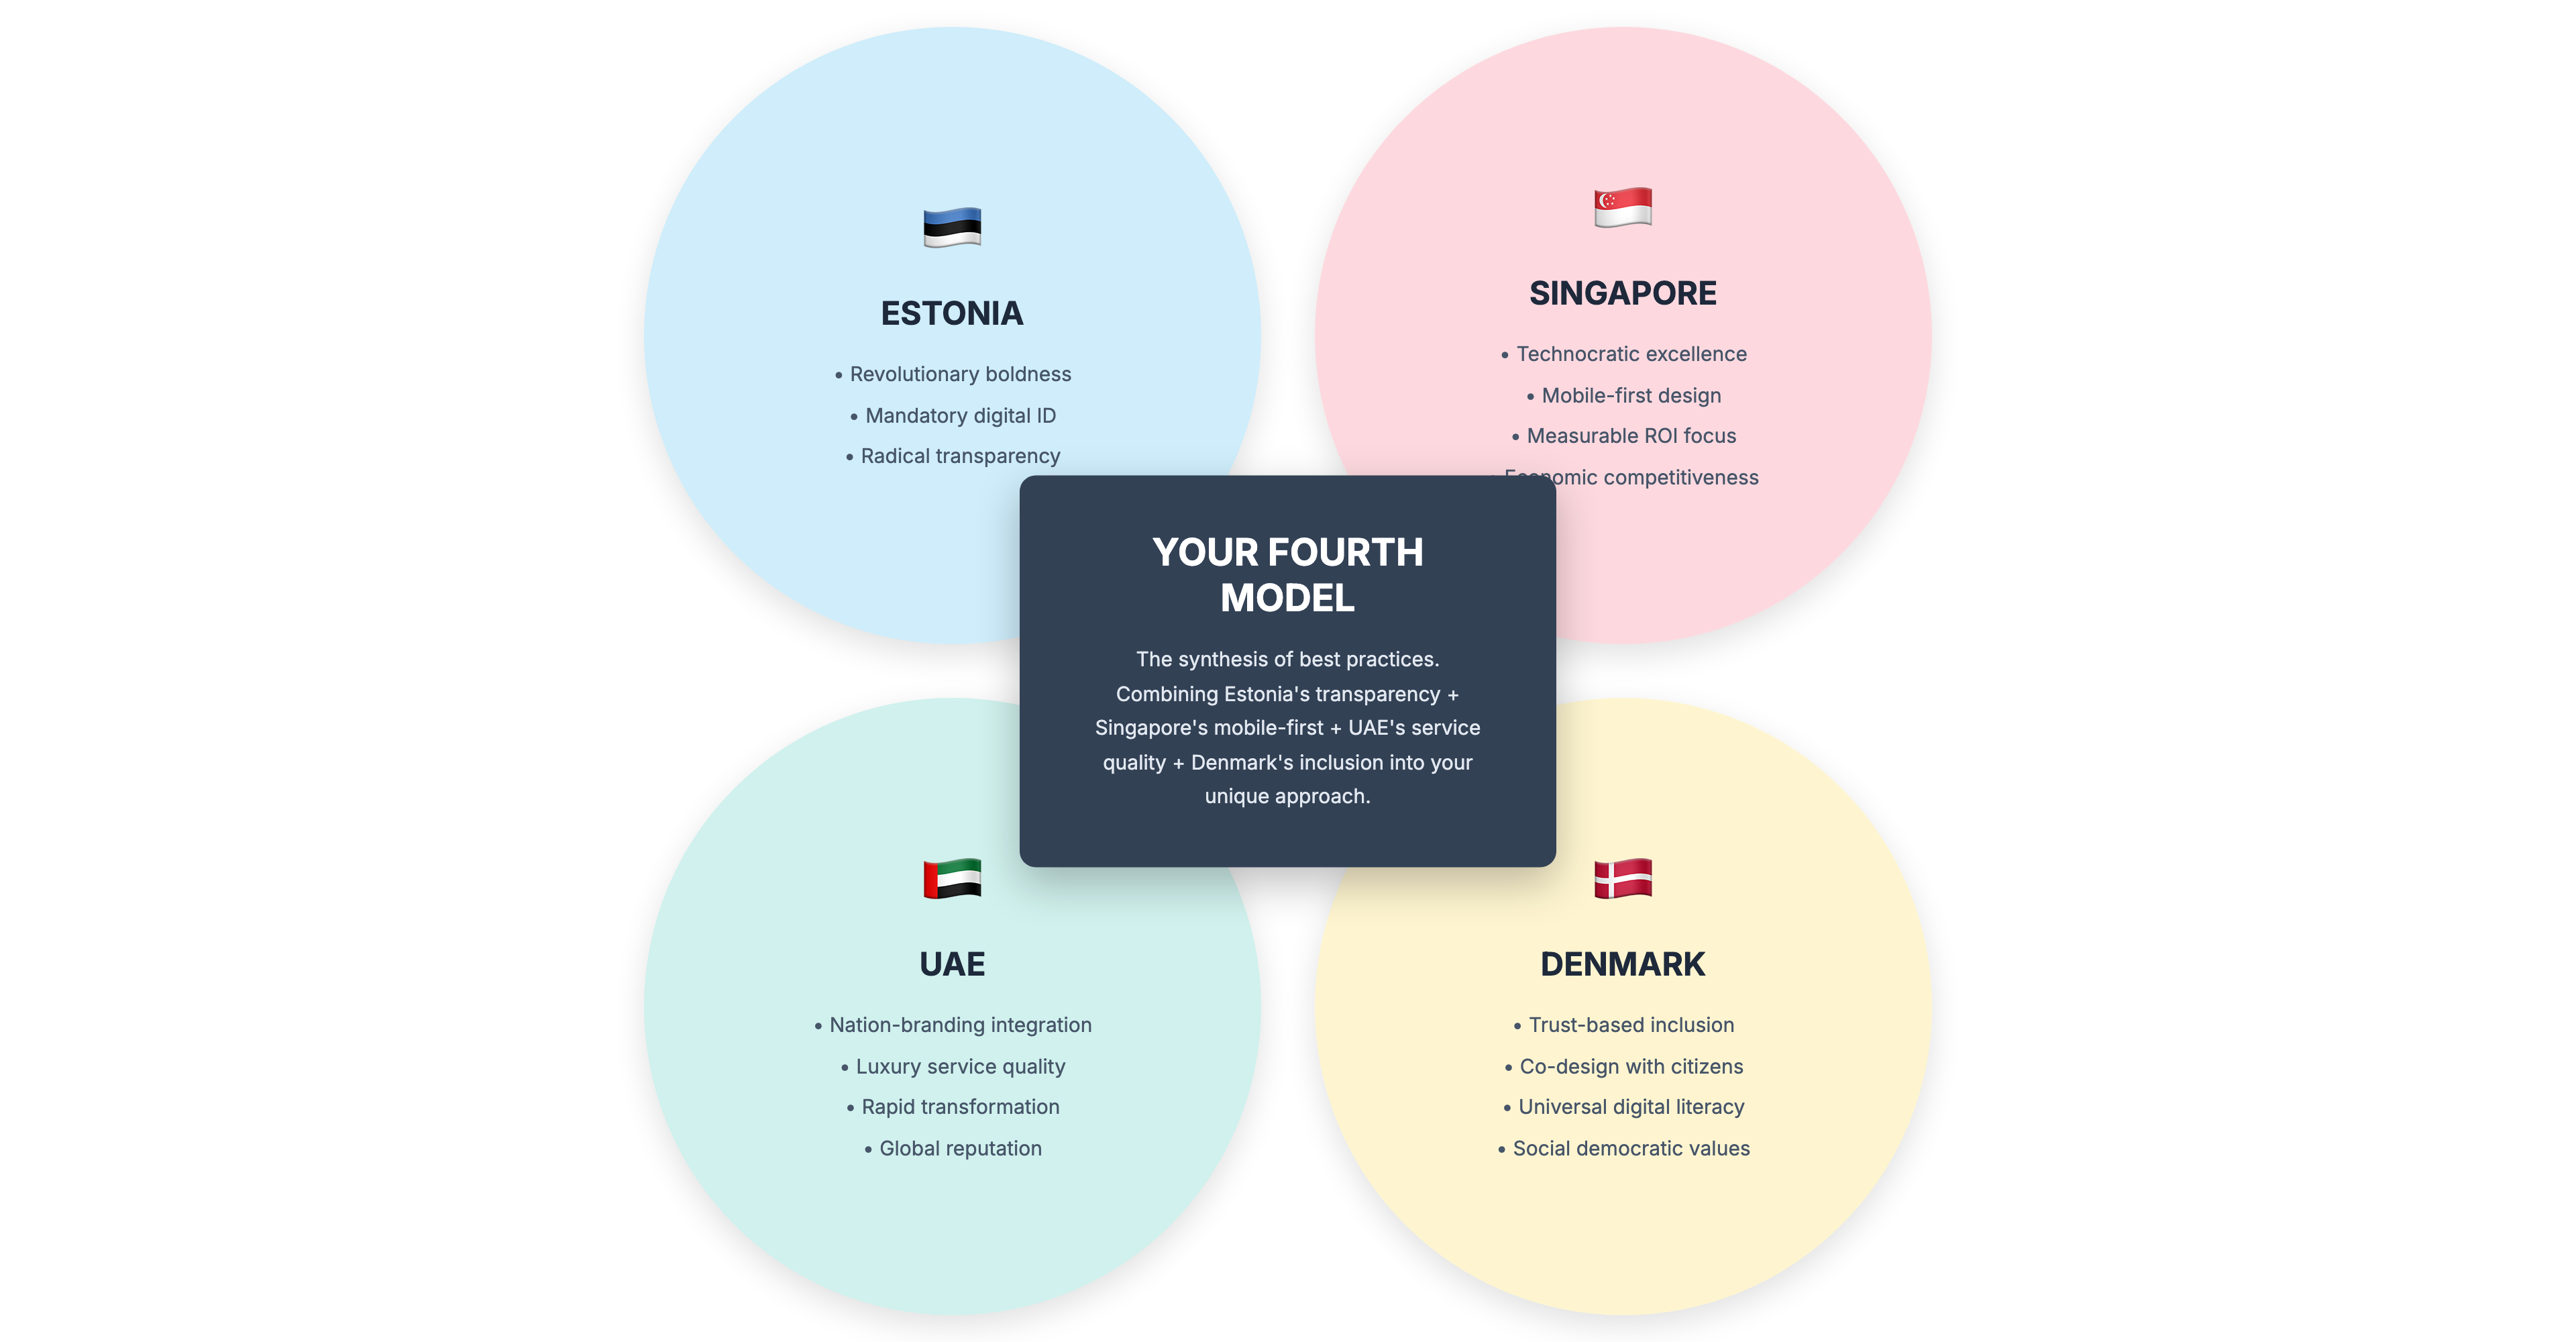 ESTONIA
• Revolutionary boldness
• Mandatory digital ID
• Radical transparency
SINGAPORE
• Technocratic excellence
• Mobile-first design
• Measurable ROI focus
• Economic competitiveness
YOUR FOURTH
MODEL
The synthesis of best practices.
Combining Estonia's transparency +
Singapore's mobile-first + UAE's service
quality + Denmark's inclusion into your
unique approach.
UAE
• Nation-branding integration
• Luxury service quality
• Rapid transformation
• Global reputation
DENMARK
• Trust-based inclusion
• Co-design with citizens
• Universal digital literacy
• Social democratic values